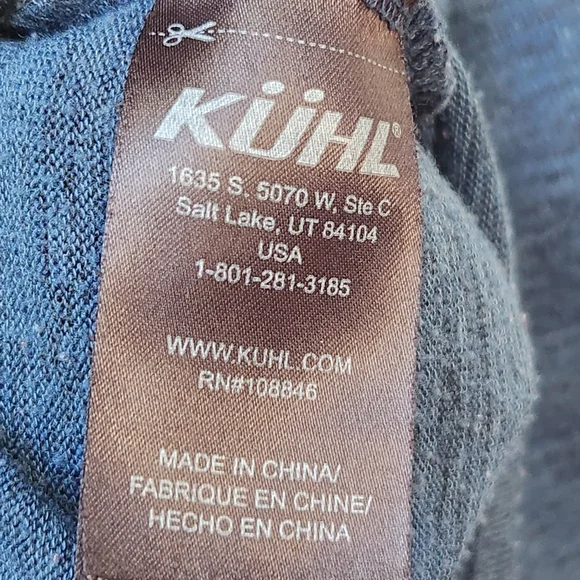 KÜHL®
1635 S. 5070 W, Ste C
Salt Lake, UT 84104
USA
1-801-281-3185
WWW.KUHL.COM
RN#108846
MADE IN CHINA/
FABRIQUE EN CHINE/
HECHO EN CHINA